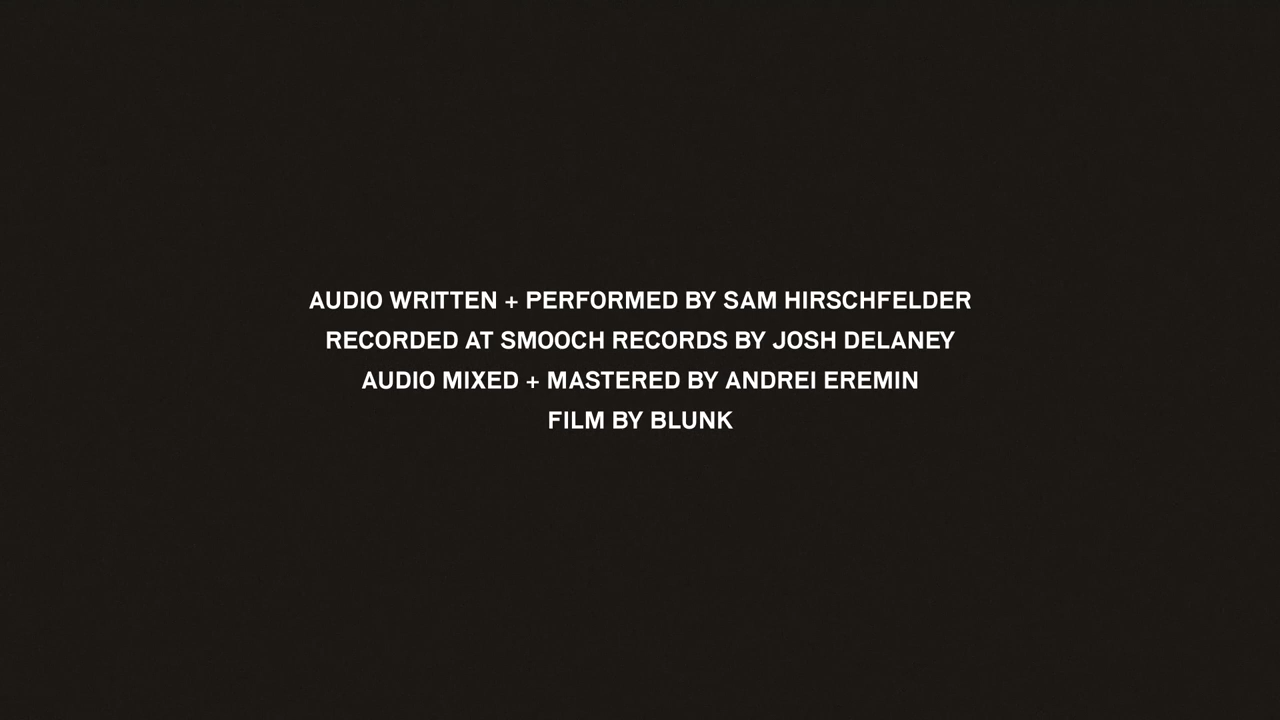 AUDIO WRITTEN + PERFORMED BY SAM HIRSCHFELDER
RECORDED AT SMOOCH RECORDS BY JOSH DELANEY
AUDIO MIXED + MASTERED BY ANDREI EREMIN
FILM BY BLUNK